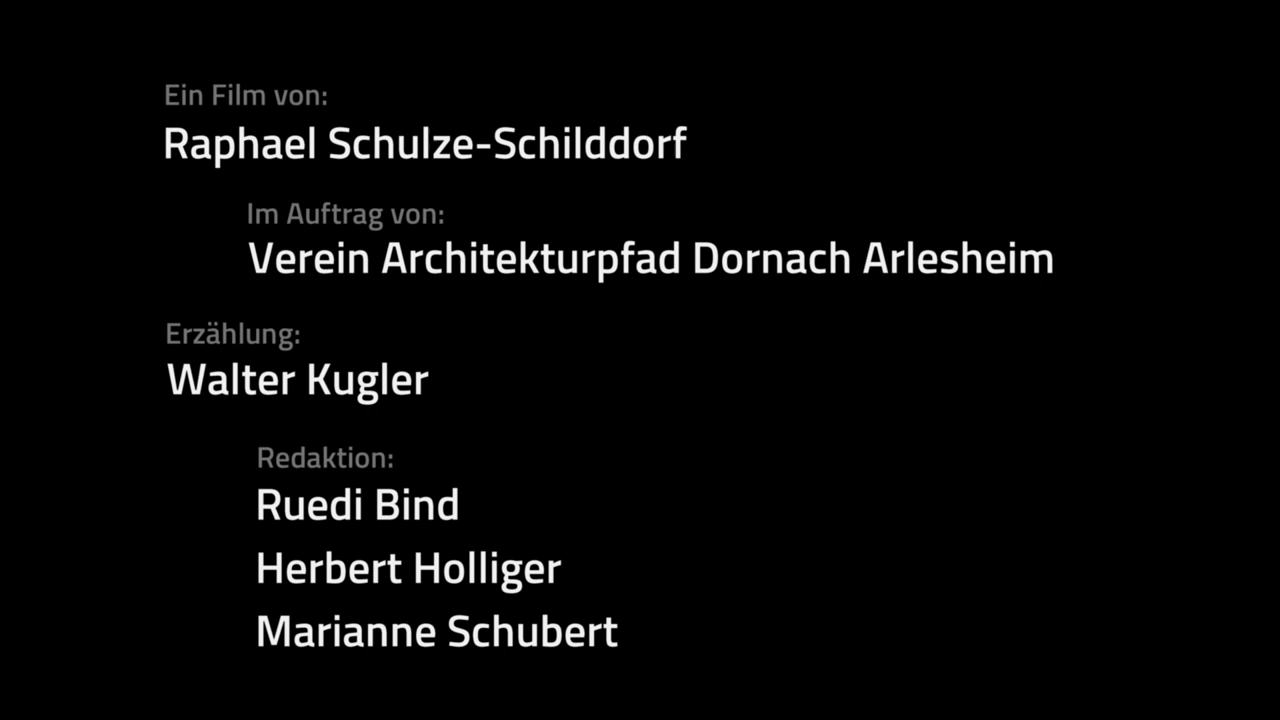 Ein Film von:
Raphael Schulze-Schilddorf
Im Auftrag von:
Verein Architekturpfad Dornach Arlesheim
Erzählung:
Walter Kugler
Redaktion:
Ruedi Bind
Herbert Holliger
Marianne Schubert